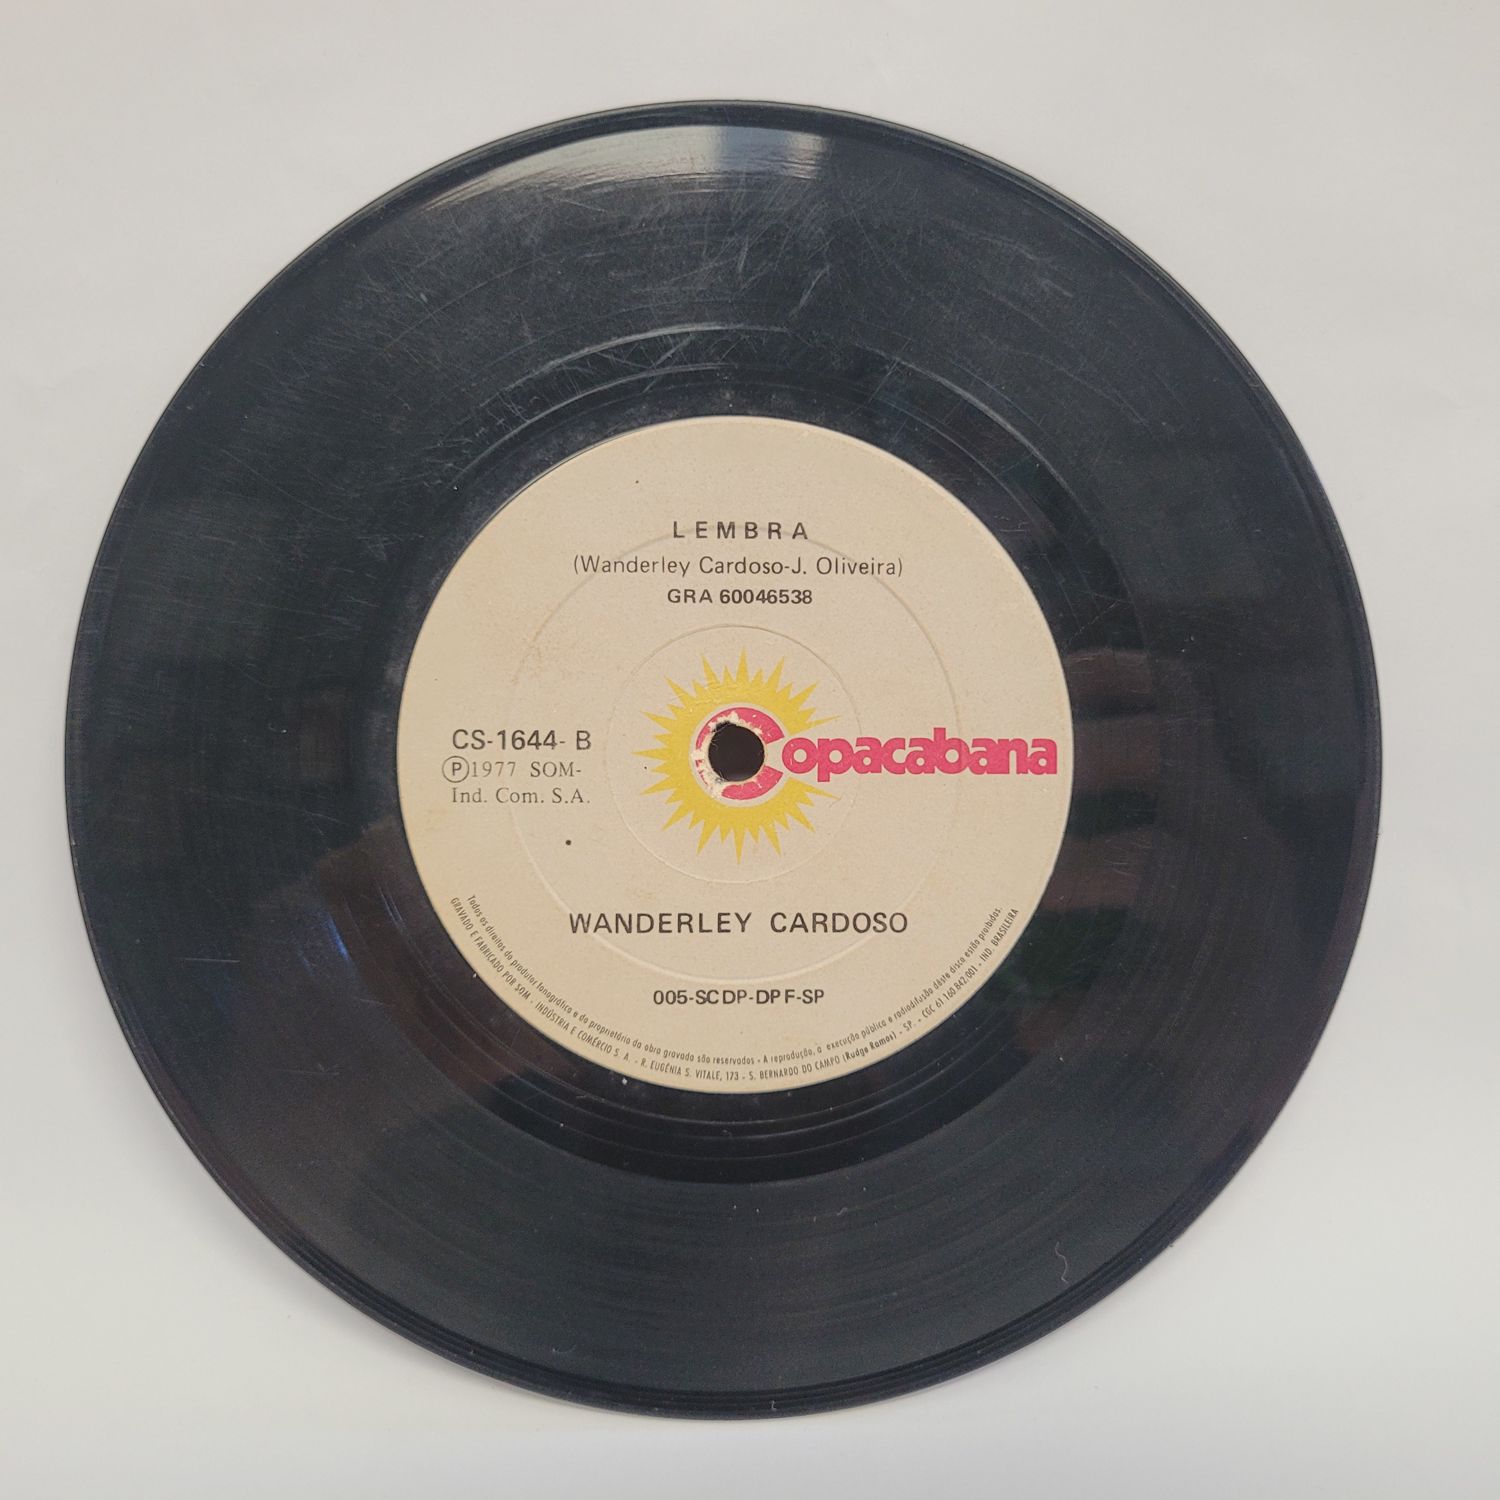 LEMBRA
(Wanderley Cardoso-J. Oliveira)
GRA 60046538
CS-1644-B
Ⓟ1977 SOM-
Ind. Com. S.A.
Copacabana
WANDERLEY CARDOSO
005-SCDP-DPF-SP
Todos os direitos do produtor fonográfico e do proprietário da obra gravada são reservados - A reprodução, a execução pública e radiodifusão dêste disco estão proibidas.
GRAVADO E FABRICADO POR SOM - INDÚSTRIA E COMÉRCIO S. A. - R. EUGÊNIA S. VITALE, 173 - S. BERNARDO DO CAMPO (Rudge Ramos) - SP. - CGC 61.160.842.001 - IND. BRASILEIRA